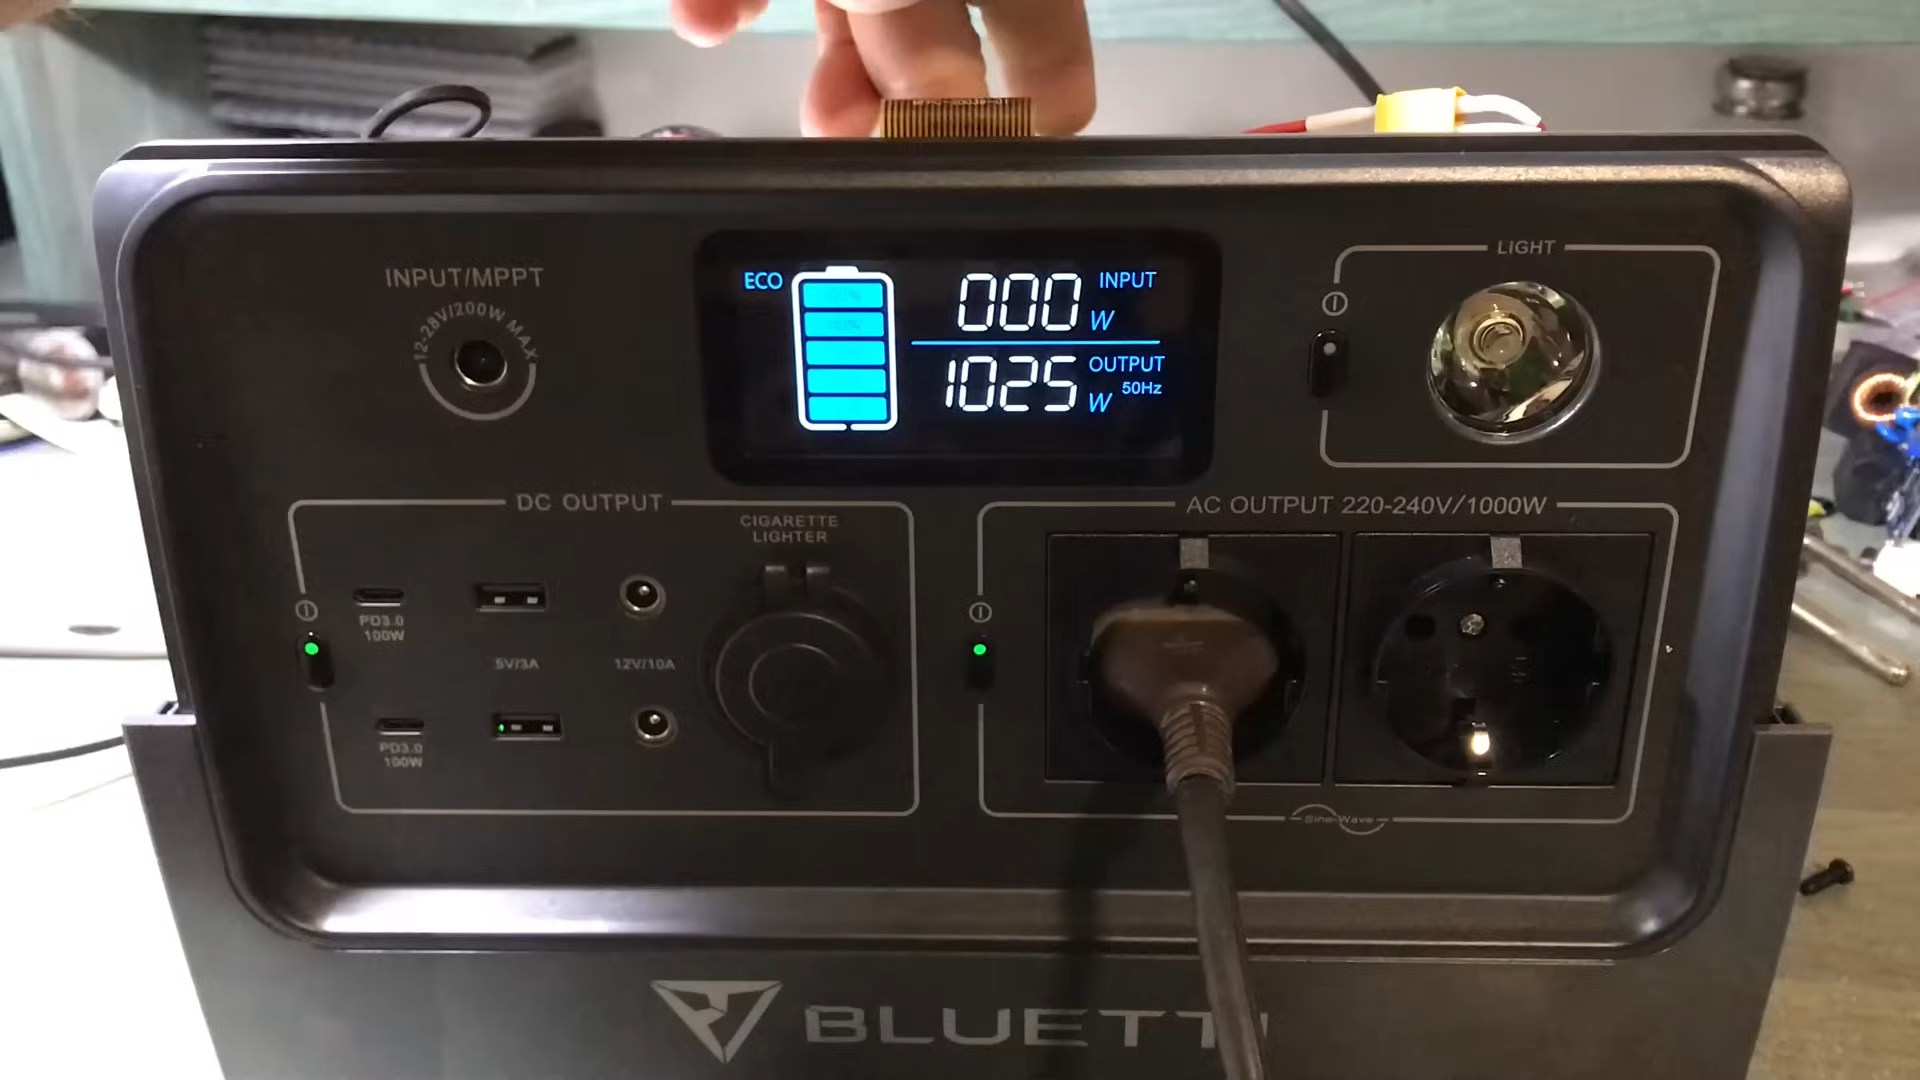 INPUT/MPPT
12-28V/200W MAX
ECO
000 W INPUT
1025 W OUTPUT
50Hz
LIGHT
DC OUTPUT
CIGARETTE
LIGHTER
PD3.0
100W
5V/3A
12V/10A
PD3.0
100W
AC OUTPUT 220-240V/1000W
Sine Wave
BLUETTI